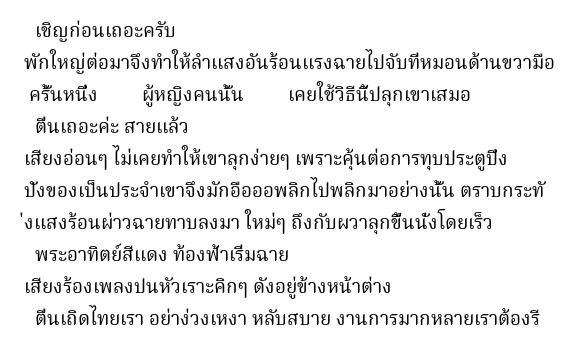 เชิญก่อนเถอะครับ
พักใหญ่ต่อมาจึงทำให้ลำแสงอันร้อนแรงฉายไปจับที่หมอนด้านขวามือ
ครั้นหนึ่ง ผู้หญิงคนนั้น เคยใช้วิธีนี้ปลุกเขาเสมอ
ตื่นเถอะค่ะ สายแล้ว
เสียงอ่อนๆ ไม่เคยทำให้เขาลุกง่ายๆ เพราะคุ้นต่อการทุบประตูปึง
ปังของเป็นประจำเขาจึงมักอืออออพลิกไปพลิกมาอย่างนั้น ตราบกระทั
่งแสงร้อนผ่าวฉายทาบลงมา ใหม่ๆ ถึงกับผวาลุกขึ้นนั่งโดยเร็ว
พระอาทิตย์สีแดง ท้องฟ้าเริ่มฉาย
เสียงร้องเพลงปนหัวเราะคิกๆ ดังอยู่ข้างหน้าต่าง
ตื่นเถิดไทยเรา อย่าง่วงเหงา หลับสบาย งานการมากหลายเราต้องรี